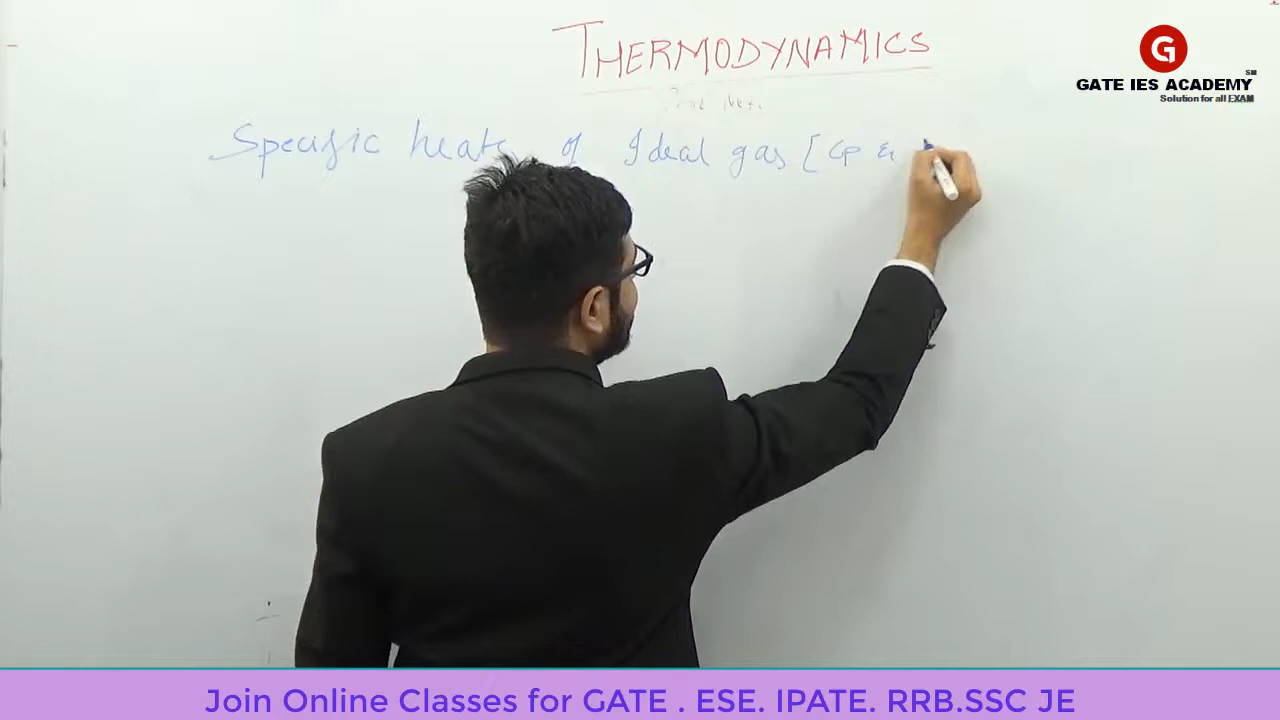 THERMODYNAMICS
G
SM
GATE IES ACADEMY
Solution for all EXAM
Specific heats of Ideal gas [Cp &
Join Online Classes for GATE . ESE. IPATE. RRB.SSC JE